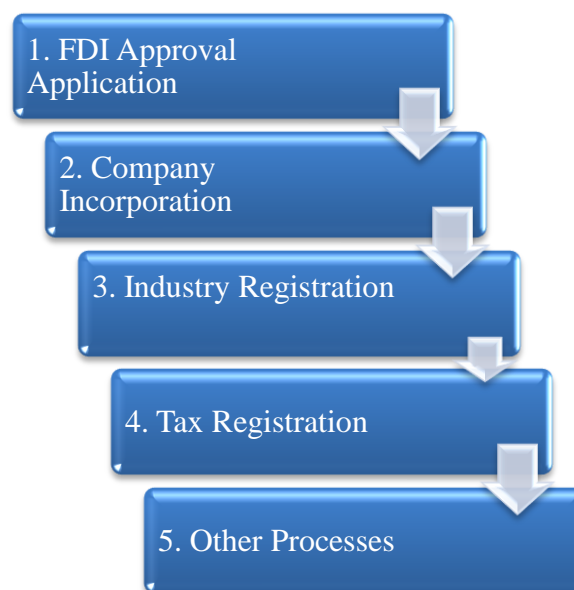 1. FDI Approval
Application
2. Company
Incorporation
3. Industry Registration
4. Tax Registration
5. Other Processes